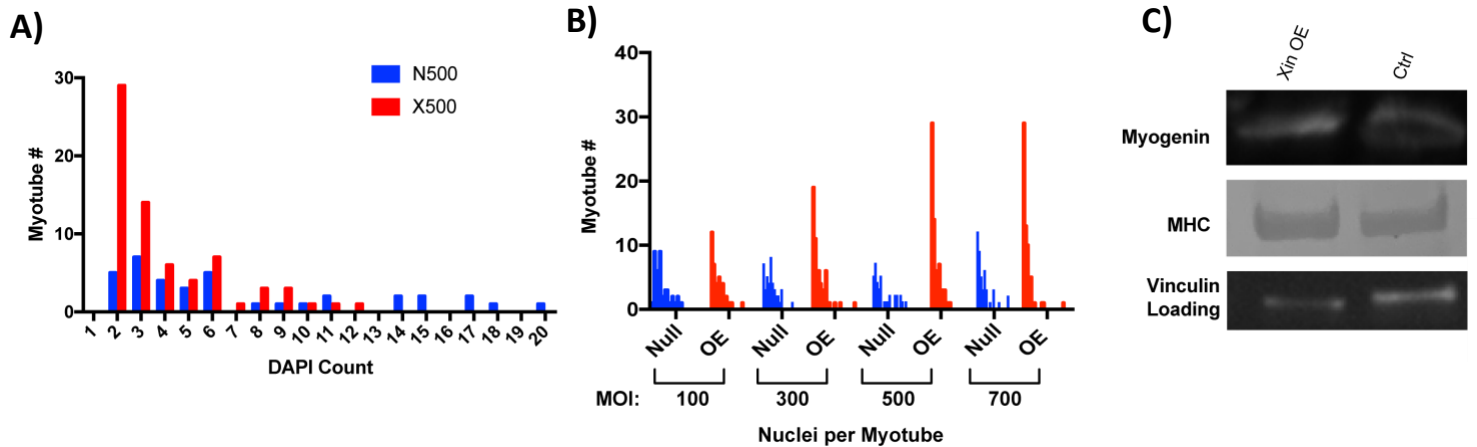 A)
30
20
10
0
Myotube #
N500
X500
1 2 3 4 5 6 7 8 9 10 11 12 13 14 15 16 17 18 19 20
DAPI Count
B)
40
30
20
10
0
Myotube #
Null OE Null OE Null OE Null OE
MOI: 100 300 500 700
Nuclei per Myotube
C)
Xin OE Ctrl
Myogenin
MHC
Vinculin
Loading